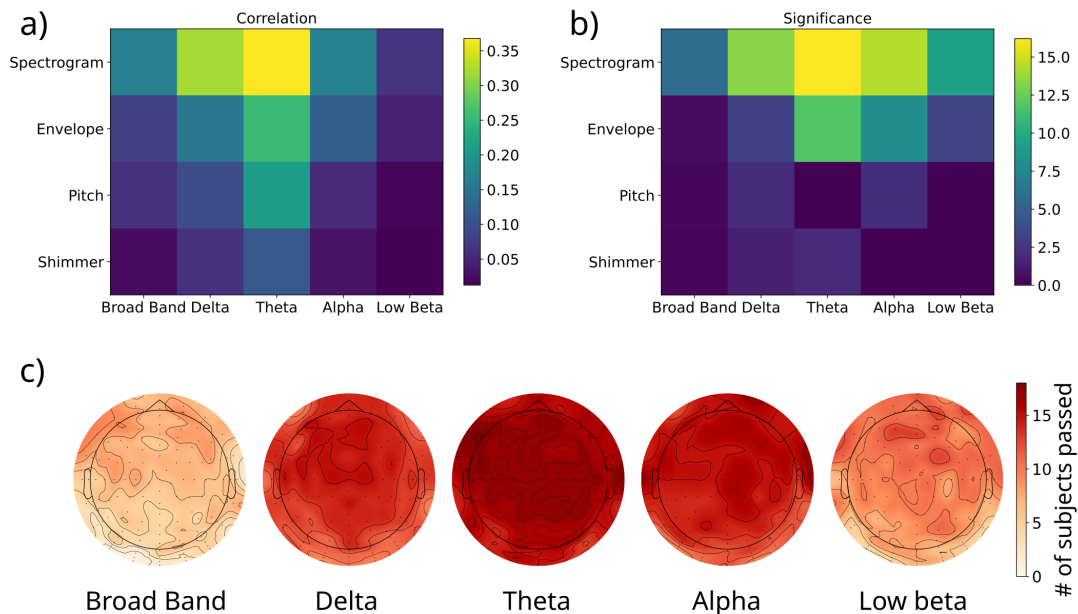 a)
Correlation
Spectrogram
Envelope
Pitch
Shimmer
Broad Band Delta Theta Alpha Low Beta
0.35
0.30
0.25
0.20
0.15
0.10
0.05
b)
Significance
Spectrogram
Envelope
Pitch
Shimmer
Broad Band Delta Theta Alpha Low Beta
15.0
12.5
10.0
7.5
5.0
2.5
0.0
c)
Broad Band Delta Theta Alpha Low beta
15
10
5
0
# of subjects passed